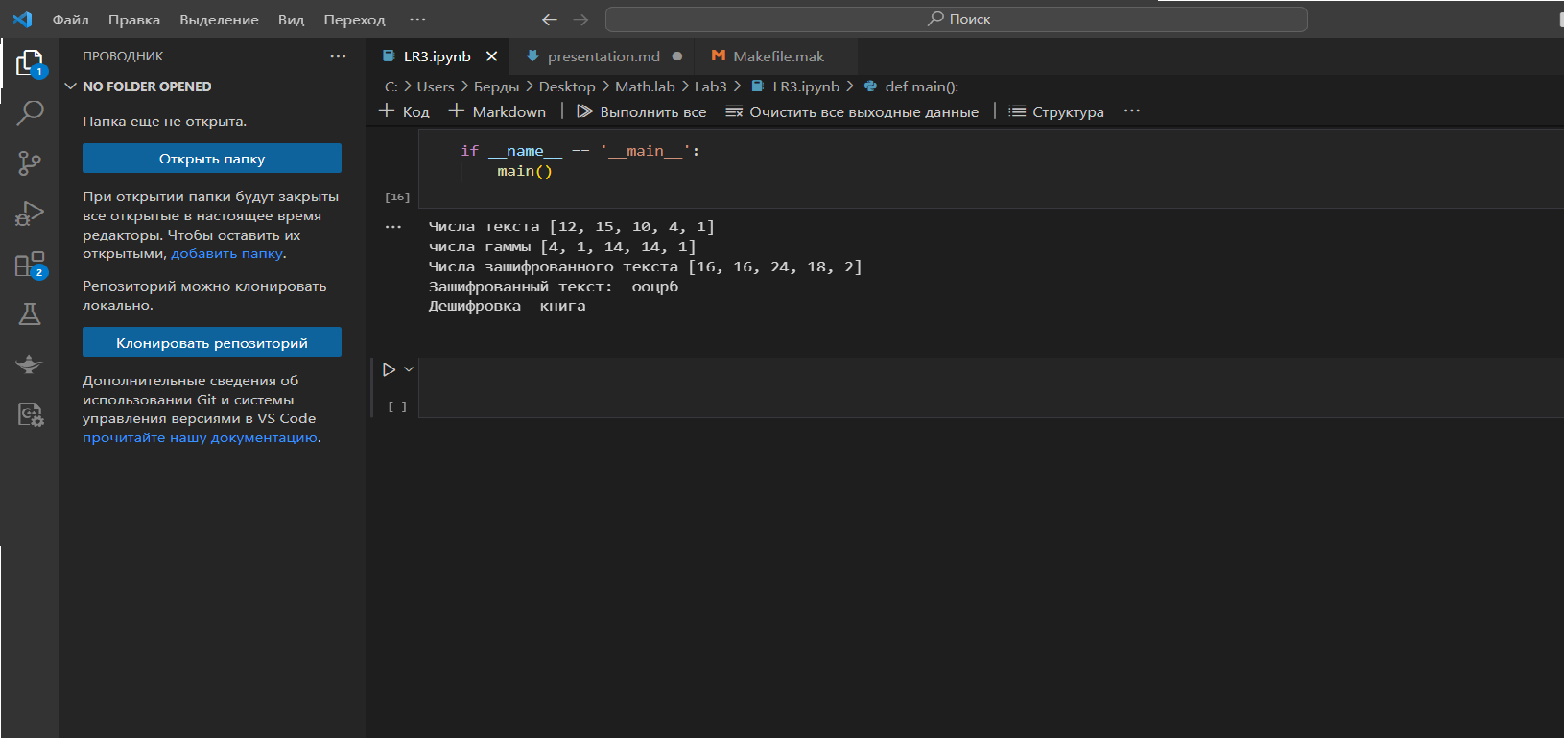 Файл Правка Выделение Вид Переход ··· Поиск
ПРОВОДНИК ···
NO FOLDER OPENED
Папка еще не открыта.
Открыть папку
При открытии папки будут закрыты
все открытые в настоящее время
редакторы. Чтобы оставить их
открытыми, добавить папку.
Репозиторий можно клонировать
локально.
Клонировать репозиторий
Дополнительные сведения об
использовании Git и системы
управления версиями в VS Code
прочитайте нашу документацию.
1
2
LR3.ipynb presentation.md Makefile.mak
C: > Users > Берды > Desktop > Math.lab > Lab3 > LR3.ipynb > def main():
+ Код + Markdown | Выполнить все Очистить все выходные данные | Структура ···
if __name__ == '__main__':
main()
[16]
··· Числа текста [12, 15, 10, 4, 1]
числа гаммы [4, 1, 14, 14, 1]
Числа зашифрованного текста [16, 16, 24, 18, 2]
Зашифрованный текст: ооцрб
Дешифровка книга
[ ]